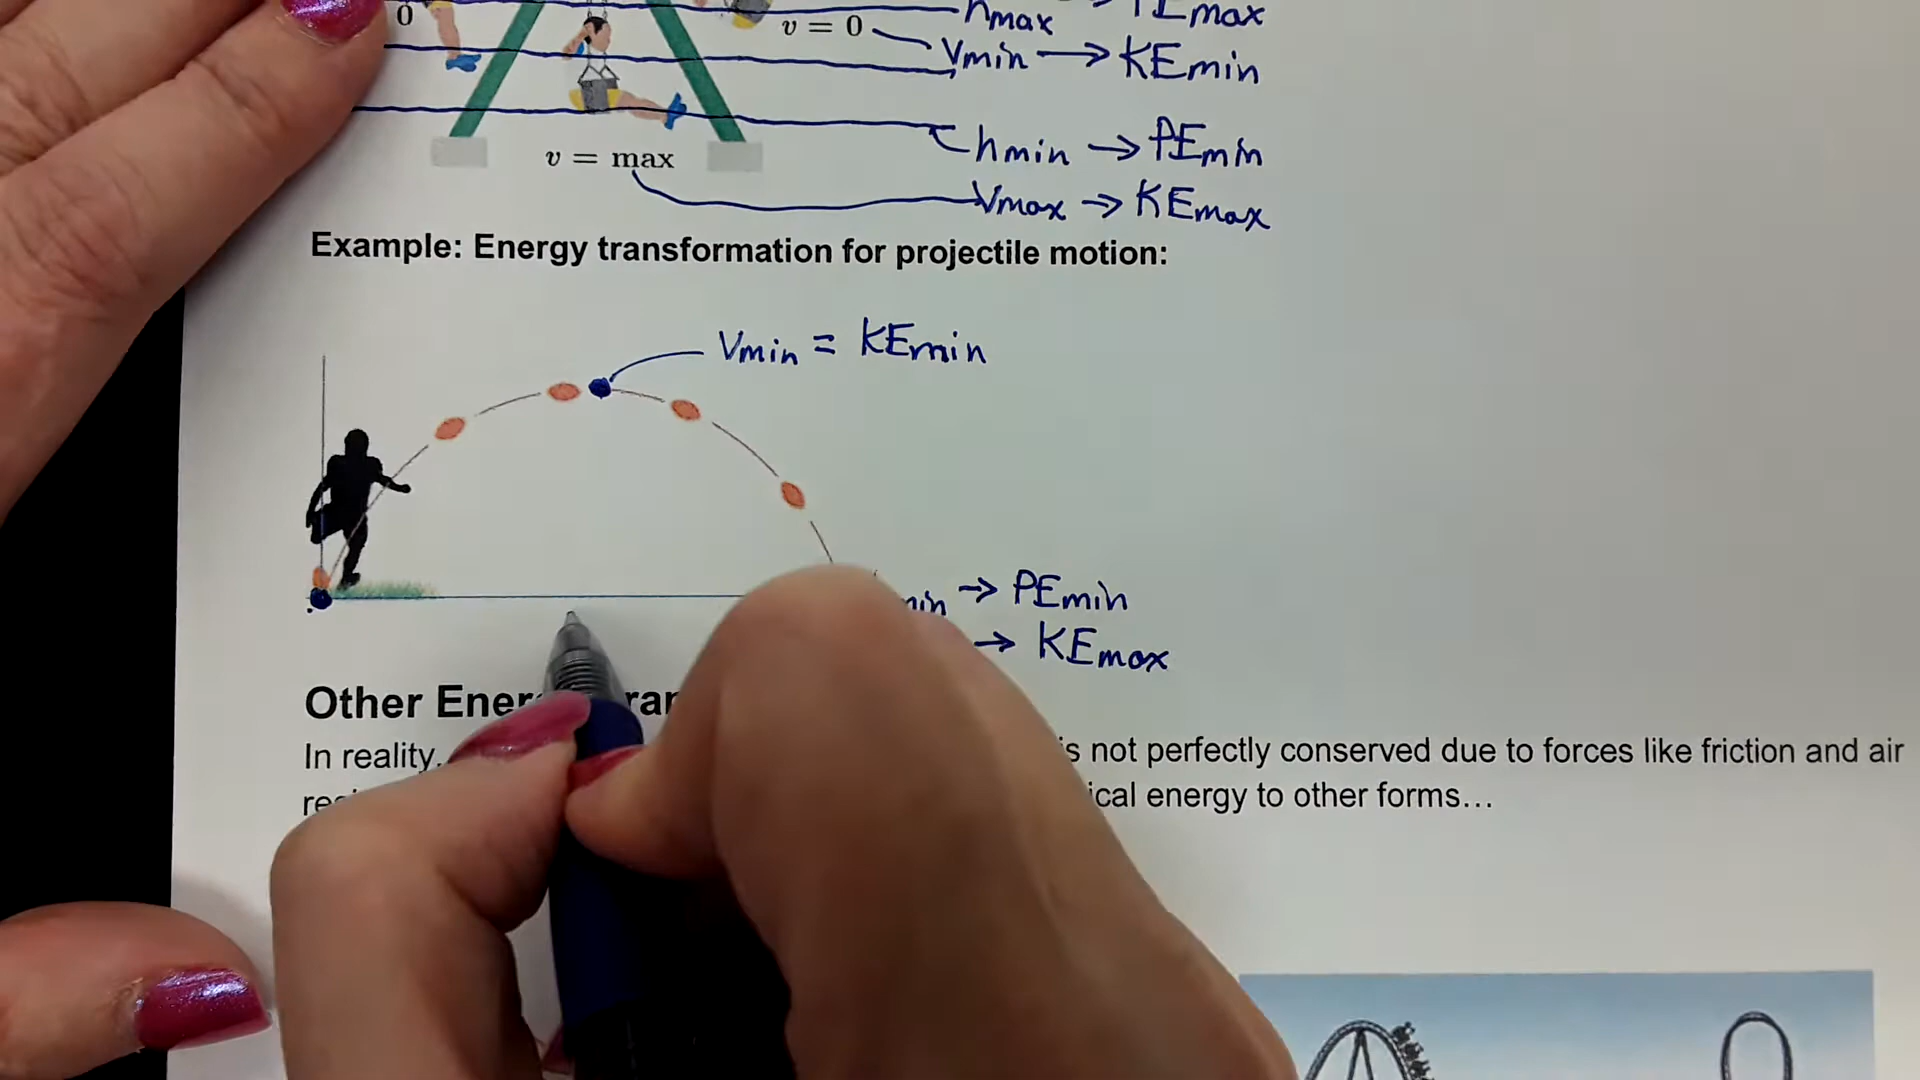 0
v = 0
hmax → PEmax
Vmin → KEmin
hmin → PEmin
v = max
Vmax → KEmax
Example: Energy transformation for projectile motion:
Vmin = KEmin
→ PEmin
→ KEmax
Other
In reality,
is not perfectly conserved due to forces like friction and air
energy to other forms…